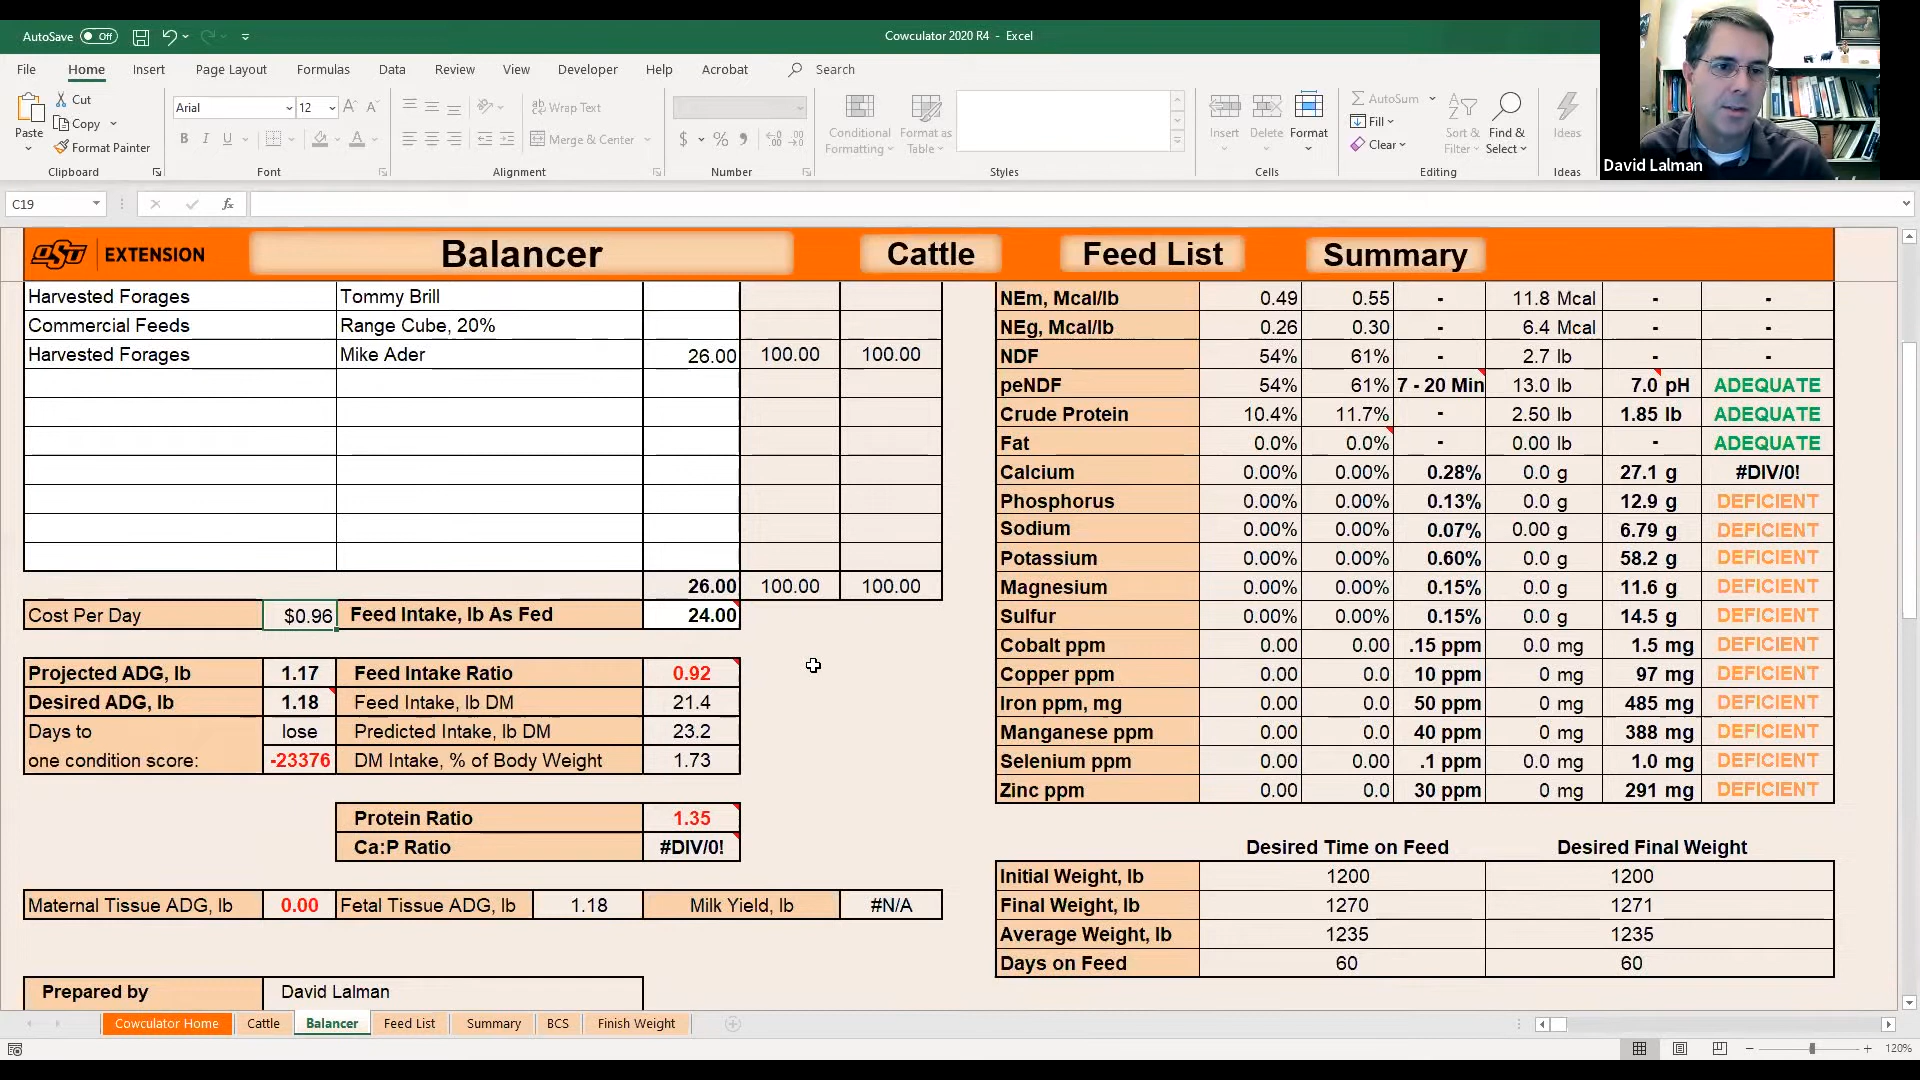 AutoSave Off
Cowculator 2020 R4 - Excel
File Home Insert Page Layout Formulas Data Review View Developer Help Acrobat Search
Paste
Cut
Copy
Format Painter
Clipboard
Arial 12
B I U
Font
Wrap Text
Merge & Center
Alignment
$ % ,
Number
Conditional Formatting
Format as Table
Styles
Insert Delete Format
Cells
AutoSum
Fill
Clear
Sort & Filter
Find & Select
Editing
Ideas
Ideas
David Lalman
C19 fx
OSU EXTENSION Balancer Cattle Feed List Summary
Harvested Forages Tommy Brill
Commercial Feeds Range Cube, 20%
Harvested Forages Mike Ader 26.00 100.00 100.00
26.00 100.00 100.00
Cost Per Day $0.96 Feed Intake, lb As Fed 24.00
Projected ADG, lb 1.17 Feed Intake Ratio 0.92
Desired ADG, lb 1.18 Feed Intake, lb DM 21.4
Days to lose Predicted Intake, lb DM 23.2
one condition score: -23376 DM Intake, % of Body Weight 1.73
Protein Ratio 1.35
Ca:P Ratio #DIV/0!
Maternal Tissue ADG, lb 0.00 Fetal Tissue ADG, lb 1.18 Milk Yield, lb #N/A
Prepared by David Lalman
NEm, Mcal/lb 0.49 0.55 - 11.8 Mcal - -
NEg, Mcal/lb 0.26 0.30 - 6.4 Mcal - -
NDF 54% 61% - 2.7 lb - -
peNDF 54% 61% 7 - 20 Min 13.0 lb 7.0 pH ADEQUATE
Crude Protein 10.4% 11.7% - 2.50 lb 1.85 lb ADEQUATE
Fat 0.0% 0.0% - 0.00 lb - ADEQUATE
Calcium 0.00% 0.00% 0.28% 0.0 g 27.1 g #DIV/0!
Phosphorus 0.00% 0.00% 0.13% 0.0 g 12.9 g DEFICIENT
Sodium 0.00% 0.00% 0.07% 0.00 g 6.79 g DEFICIENT
Potassium 0.00% 0.00% 0.60% 0.0 g 58.2 g DEFICIENT
Magnesium 0.00% 0.00% 0.15% 0.0 g 11.6 g DEFICIENT
Sulfur 0.00% 0.00% 0.15% 0.0 g 14.5 g DEFICIENT
Cobalt ppm 0.00 0.00 .15 ppm 0.0 mg 1.5 mg DEFICIENT
Copper ppm 0.00 0.0 10 ppm 0 mg 97 mg DEFICIENT
Iron ppm, mg 0.00 0.0 50 ppm 0 mg 485 mg DEFICIENT
Manganese ppm 0.00 0.0 40 ppm 0 mg 388 mg DEFICIENT
Selenium ppm 0.00 0.00 .1 ppm 0.0 mg 1.0 mg DEFICIENT
Zinc ppm 0.00 0.0 30 ppm 0 mg 291 mg DEFICIENT
Desired Time on Feed Desired Final Weight
Initial Weight, lb 1200 1200
Final Weight, lb 1270 1271
Average Weight, lb 1235 1235
Days on Feed 60 60
Cowculator Home Cattle Balancer Feed List Summary BCS Finish Weight
120%